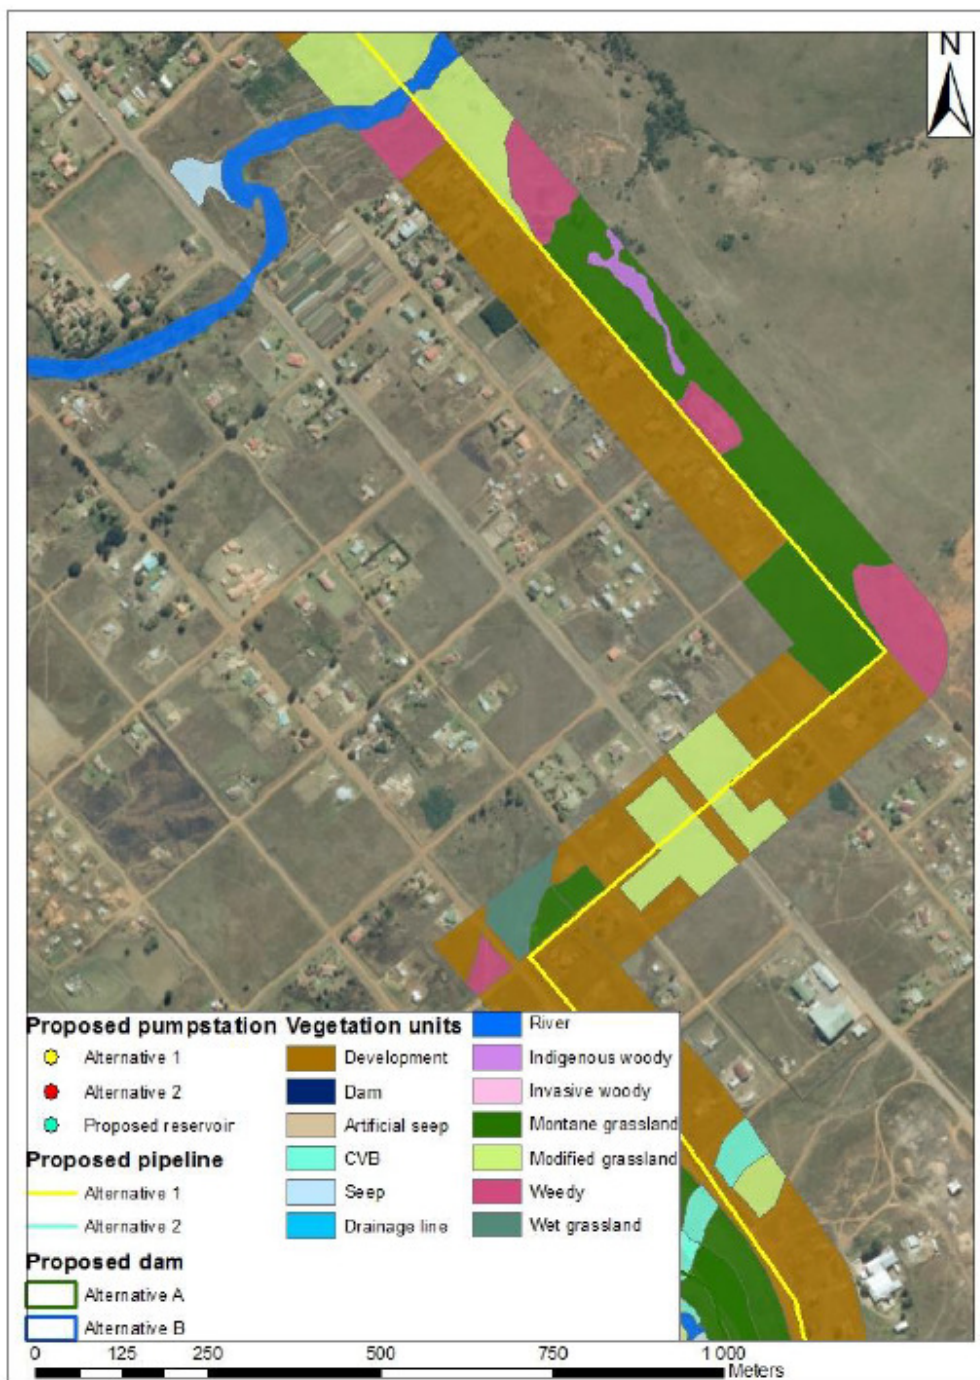 N
Proposed pumpstation
Alternative 1
Alternative 2
Proposed reservoir
Proposed pipeline
Alternative 1
Alternative 2
Proposed dam
Alternative A
Alternative B
Vegetation units
Development
Dam
Artificial seep
CVB
Seep
Drainage line
River
Indigenous woody
Invasive woody
Montane grassland
Modified grassland
Weedy
Wet grassland
0 125 250 500 750 1 000
Meters